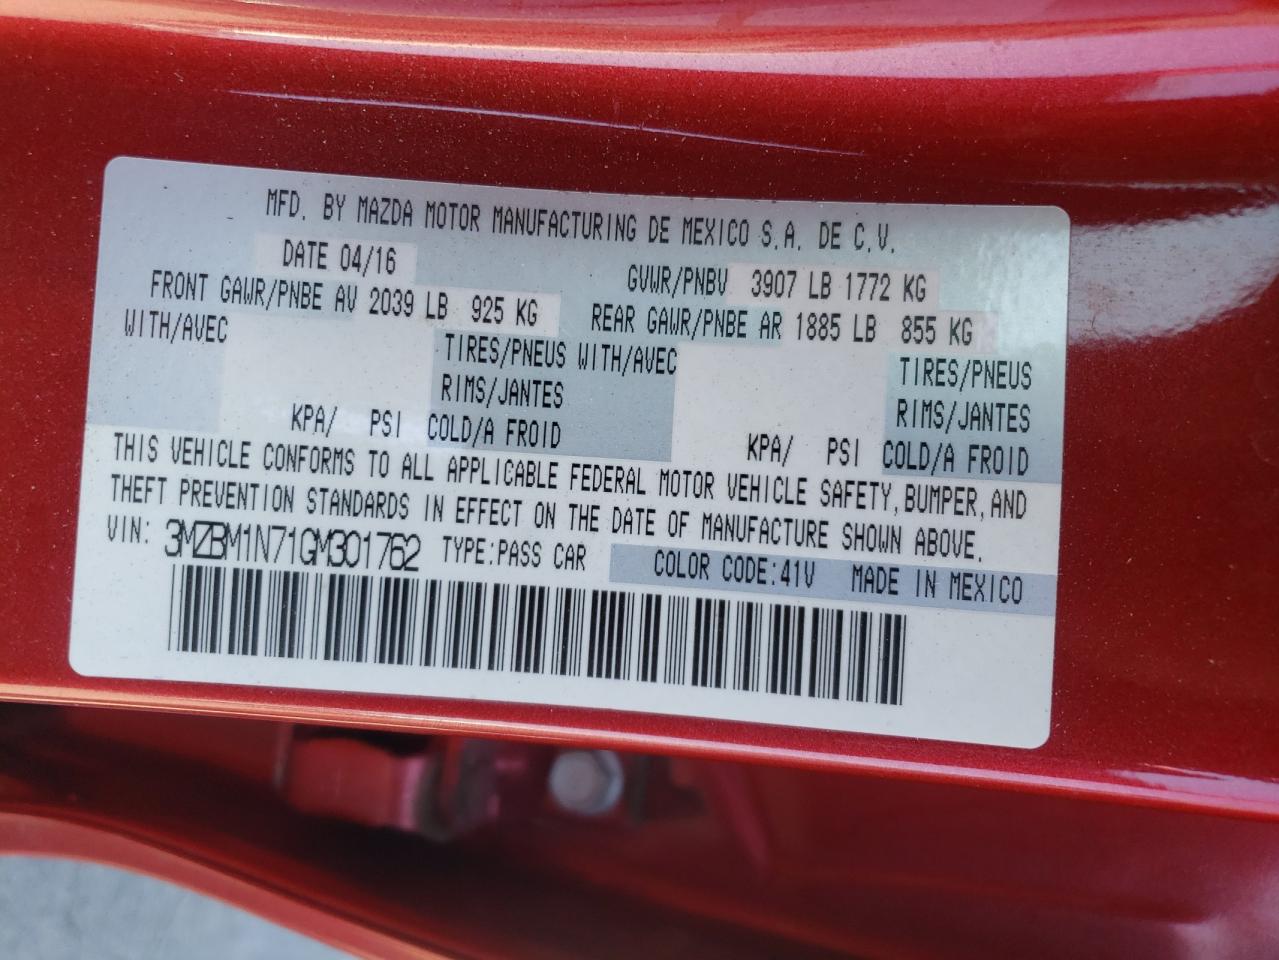 MFD. BY MAZDA MOTOR MANUFACTURING DE MEXICO S.A. DE C.V.
DATE 04/16 GVWR/PNBV 3907 LB 1772 KG
FRONT GAWR/PNBE AV 2039 LB 925 KG REAR GAWR/PNBE AR 1885 LB 855 KG
WITH/AVEC TIRES/PNEUS WITH/AVEC TIRES/PNEUS
RIMS/JANTES RIMS/JANTES
KPA/ PSI COLD/A FROID KPA/ PSI COLD/A FROID
THIS VEHICLE CONFORMS TO ALL APPLICABLE FEDERAL MOTOR VEHICLE SAFETY, BUMPER, AND
THEFT PREVENTION STANDARDS IN EFFECT ON THE DATE OF MANUFACTURE SHOWN ABOVE.
VIN: 3MZBM1N71GM301762 TYPE:PASS CAR COLOR CODE:41V MADE IN MEXICO